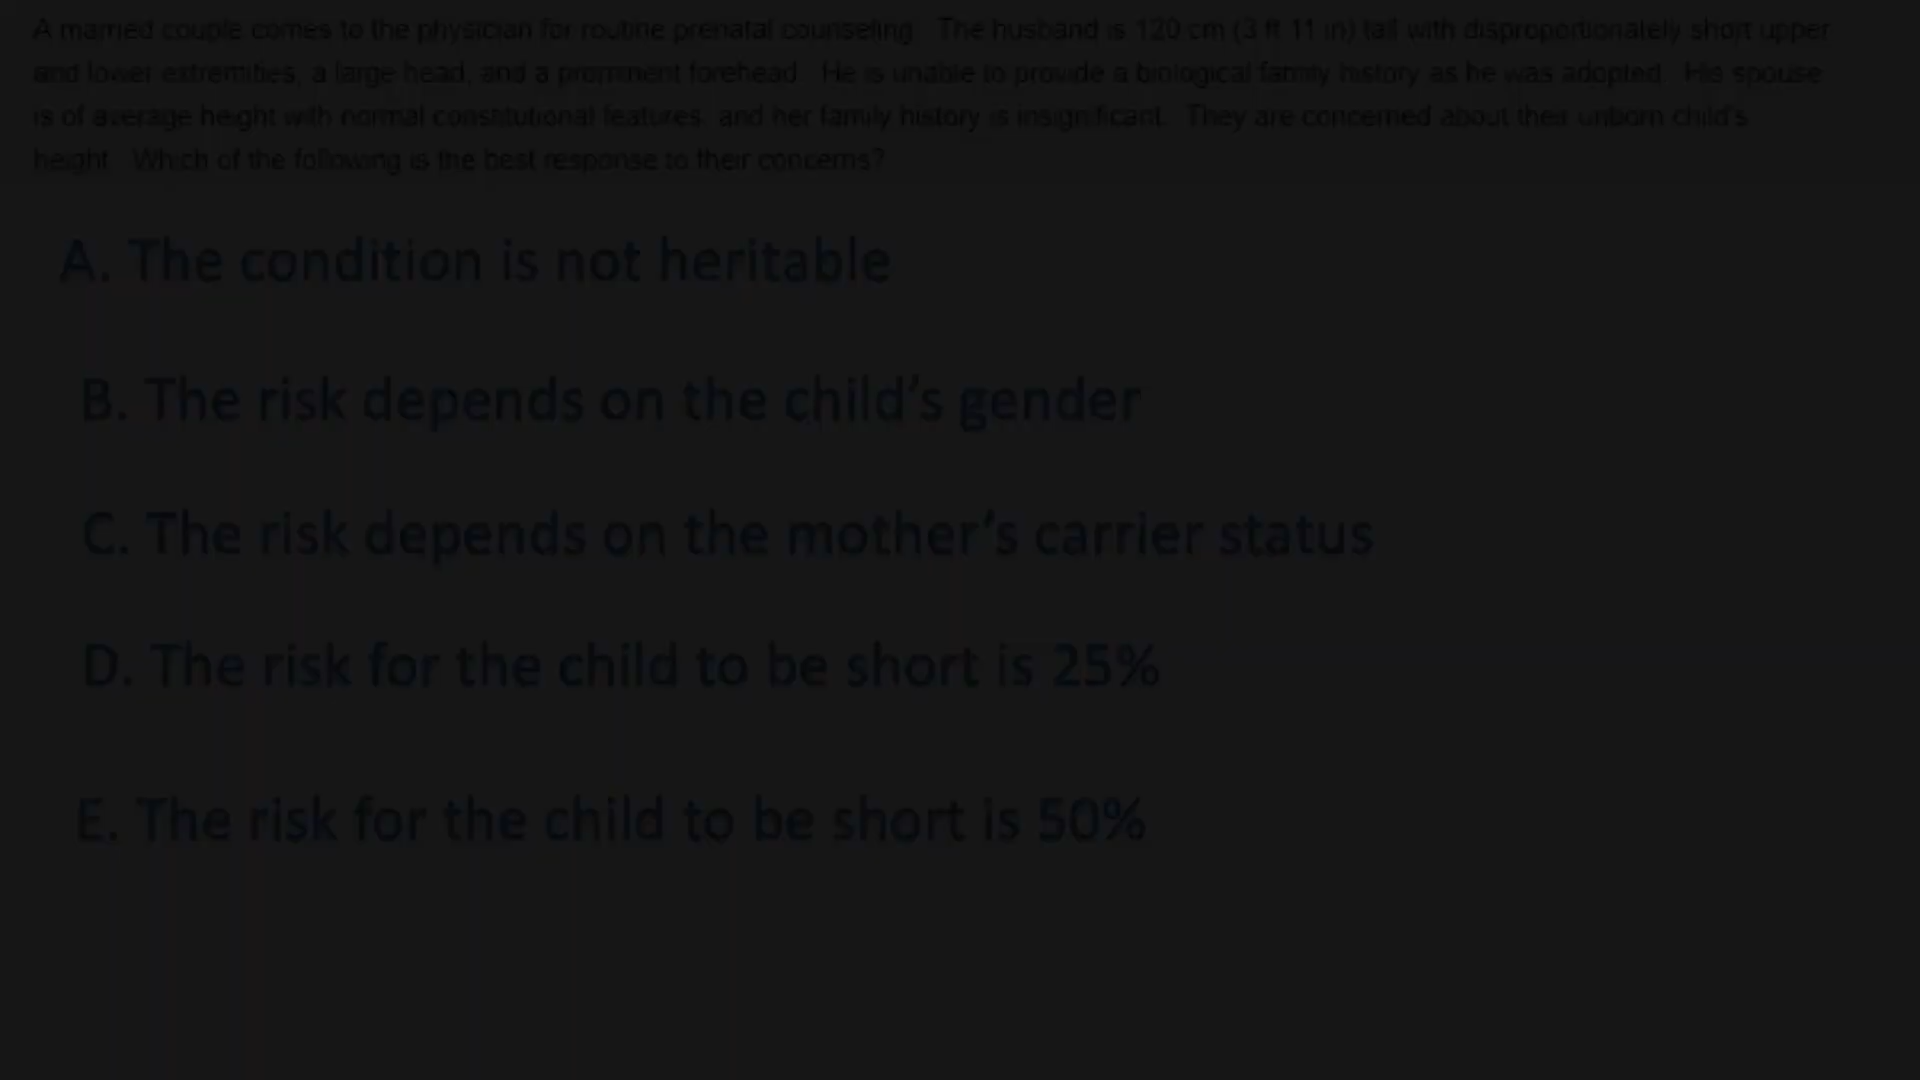 A married couple comes to the physician for routine prenatal counseling. The husband is 120 cm (3 ft 11 in) tall with disproportionately short upper
and lower extremities, a large head, and a prominent forehead. He is unable to provide a biological family history as he was adopted. His spouse
is of average height with normal constitutional features, and her family history is insignificant. They are concerned about their unborn child's
height. Which of the following is the best response to their concerns?
A. The condition is not heritable
B. The risk depends on the child's gender
C. The risk depends on the mother's carrier status
D. The risk for the child to be short is 25%
E. The risk for the child to be short is 50%